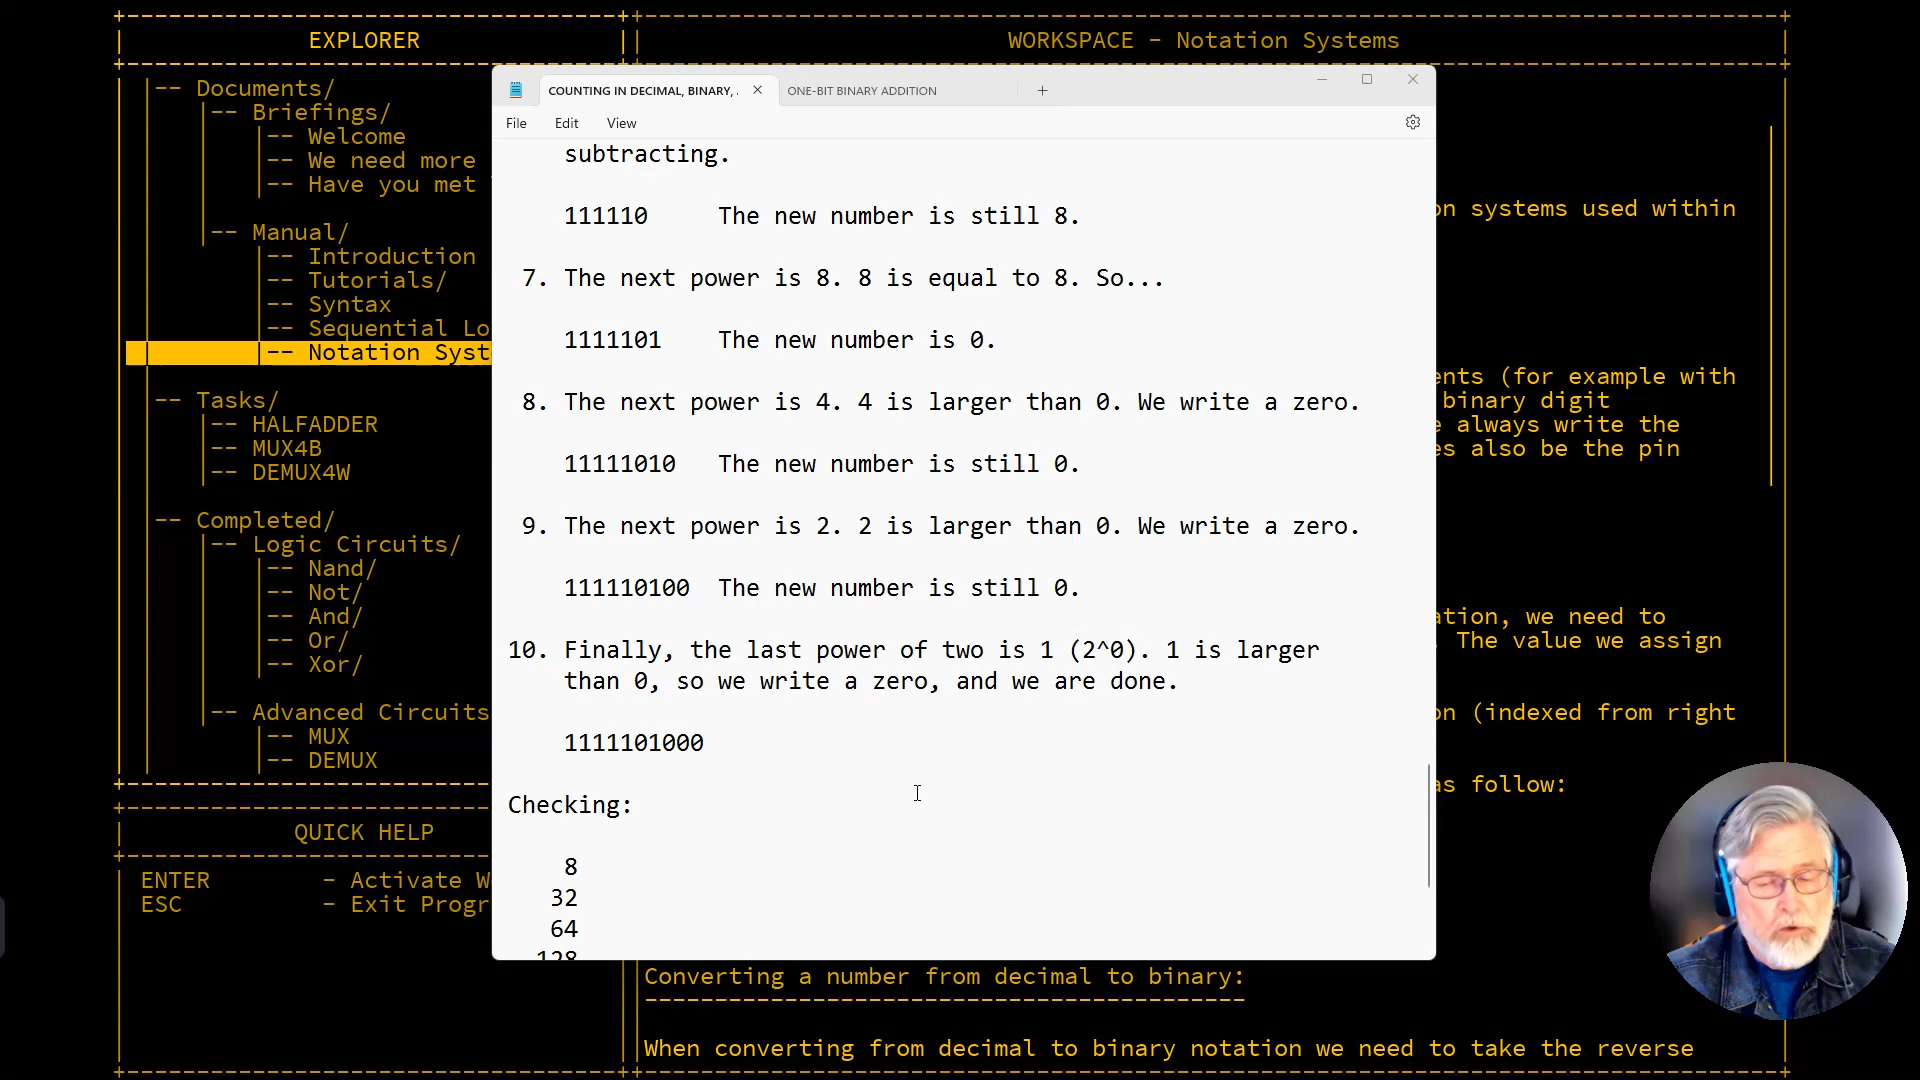 EXPLORER
WORKSPACE - Notation Systems
-- Documents/
-- Briefings/
-- Welcome
-- We need more
-- Have you met
-- Manual/
-- Introduction
-- Tutorials/
-- Syntax
-- Sequential Lo
-- Notation Syst
-- Tasks/
-- HALFADDER
-- MUX4B
-- DEMUX4W
-- Completed/
-- Logic Circuits/
-- Nand/
-- Not/
-- And/
-- Or/
-- Xor/
-- Advanced Circuits
-- MUX
-- DEMUX
QUICK HELP
ENTER - Activate W
ESC - Exit Progr
COUNTING IN DECIMAL, BINARY, .
ONE-BIT BINARY ADDITION
File Edit View
subtracting.
111110 The new number is still 8.
7. The next power is 8. 8 is equal to 8. So...
1111101 The new number is 0.
8. The next power is 4. 4 is larger than 0. We write a zero.
11111010 The new number is still 0.
9. The next power is 2. 2 is larger than 0. We write a zero.
111110100 The new number is still 0.
10. Finally, the last power of two is 1 (2^0). 1 is larger
than 0, so we write a zero, and we are done.
1111101000
Checking:
8
32
64
128
on systems used within
ents (for example with
binary digit
e always write the
es also be the pin
ation, we need to
. The value we assign
on (indexed from right
as follow:
Converting a number from decimal to binary:
When converting from decimal to binary notation we need to take the reverse